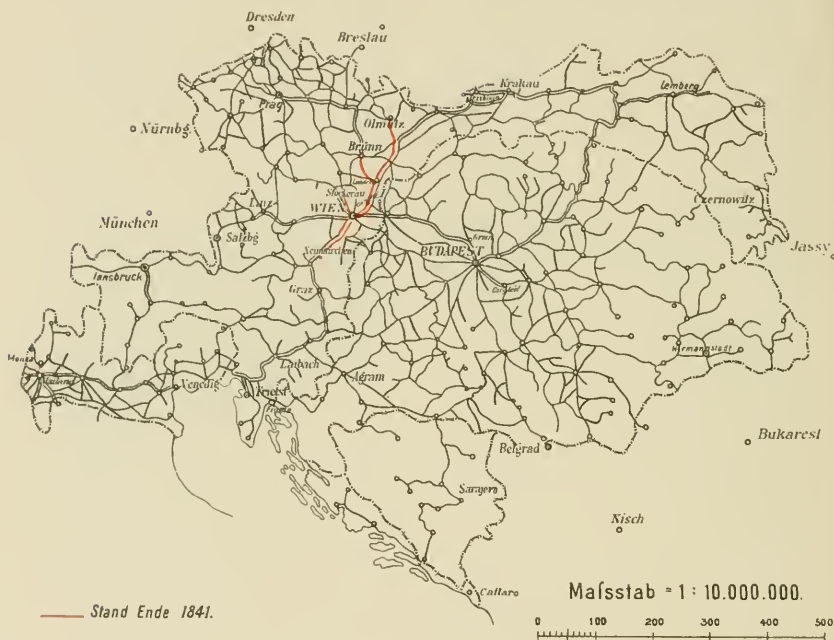 Dresden
Breslau
Krakau
Lemberg
Prag
Olmütz
Nürnbg
Brünn
Stockerau
Linz
WIEN
Czernowitz
München
Salzbg
Neunkirchen
BUDAPEST
Jassy
Innsbruck
Graz
Hermannstadt
Monza
Mailand
Venedig
Laibach
Agram
Triest
Fiume
Belgrad
Bukarest
Sarajevo
Nisch
Cattaro
Maſsstab = 1 : 10.000.000.
Stand Ende 1841.
0 100 200 300 400 500